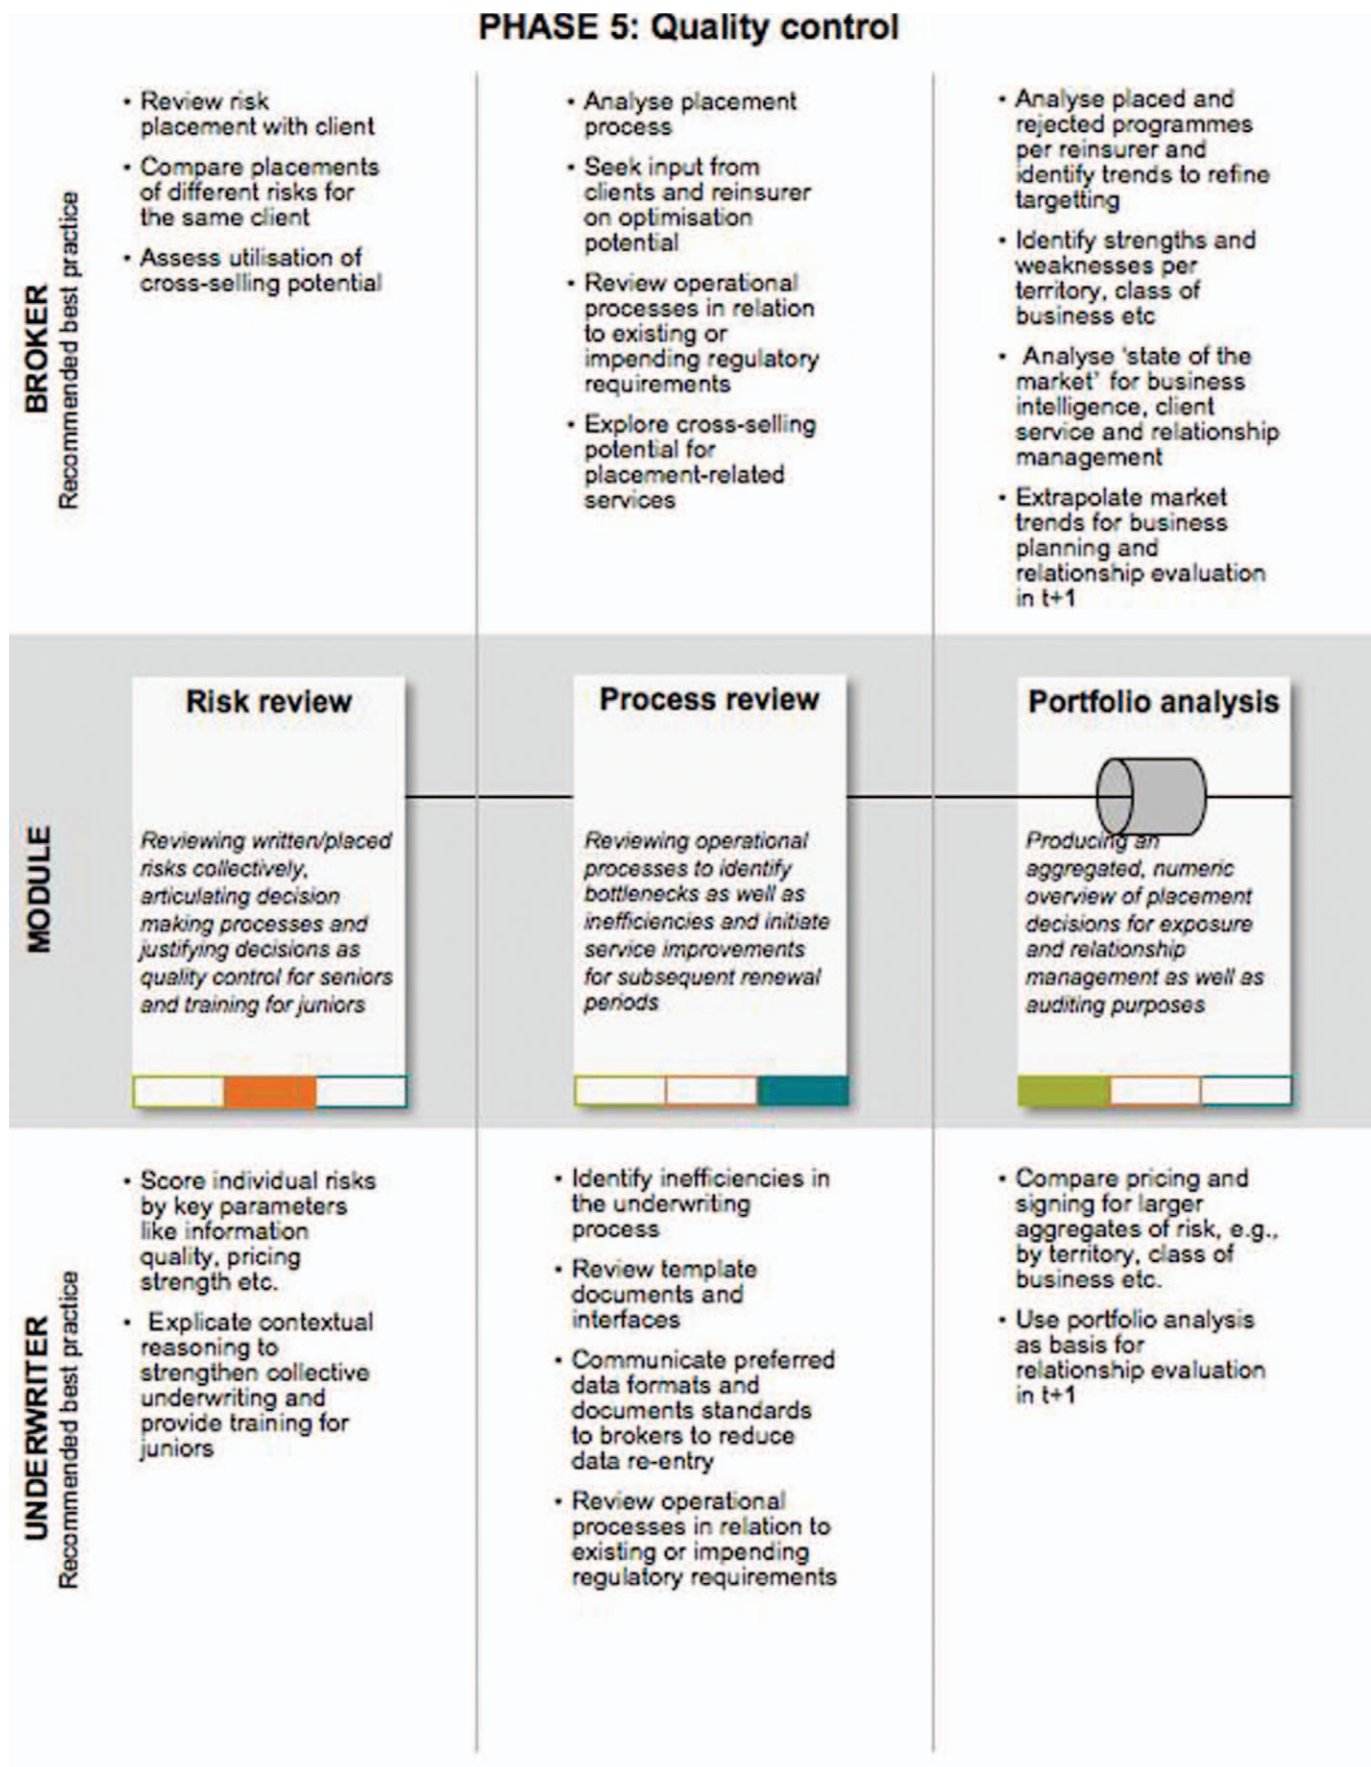 PHASE 5: Quality control
BROKER
Recommended best practice
• Review risk
placement with client
• Compare placements
of different risks for
the same client
• Assess utilisation of
cross-selling potential
• Analyse placement
process
• Seek input from
clients and reinsurer
on optimisation
potential
• Review operational
processes in relation
to existing or
impending regulatory
requirements
• Explore cross-selling
potential for
placement-related
services
• Analyse placed and
rejected programmes
per reinsurer and
identify trends to refine
targetting
• Identify strengths and
weaknesses per
territory, class of
business etc
• Analyse ‘state of the
market’ for business
intelligence, client
service and relationship
management
• Extrapolate market
trends for business
planning and
relationship evaluation
in t+1
MODULE
Risk review
Reviewing written/placed
risks collectively,
articulating decision
making processes and
justifying decisions as
quality control for seniors
and training for juniors
Process review
Reviewing operational
processes to identify
bottlenecks as well as
inefficiencies and initiate
service improvements
for subsequent renewal
periods
Portfolio analysis
Producing an
aggregated, numeric
overview of placement
decisions for exposure
and relationship
management as well as
auditing purposes
UNDERWRITER
Recommended best practice
• Score individual risks
by key parameters
like information
quality, pricing
strength etc.
• Explicate contextual
reasoning to
strengthen collective
underwriting and
provide training for
juniors
• Identify inefficiencies in
the underwriting
process
• Review template
documents and
interfaces
• Communicate preferred
data formats and
documents standards
to brokers to reduce
data re-entry
• Review operational
processes in relation to
existing or impending
regulatory requirements
• Compare pricing and
signing for larger
aggregates of risk, e.g.,
by territory, class of
business etc.
• Use portfolio analysis
as basis for
relationship evaluation
in t+1